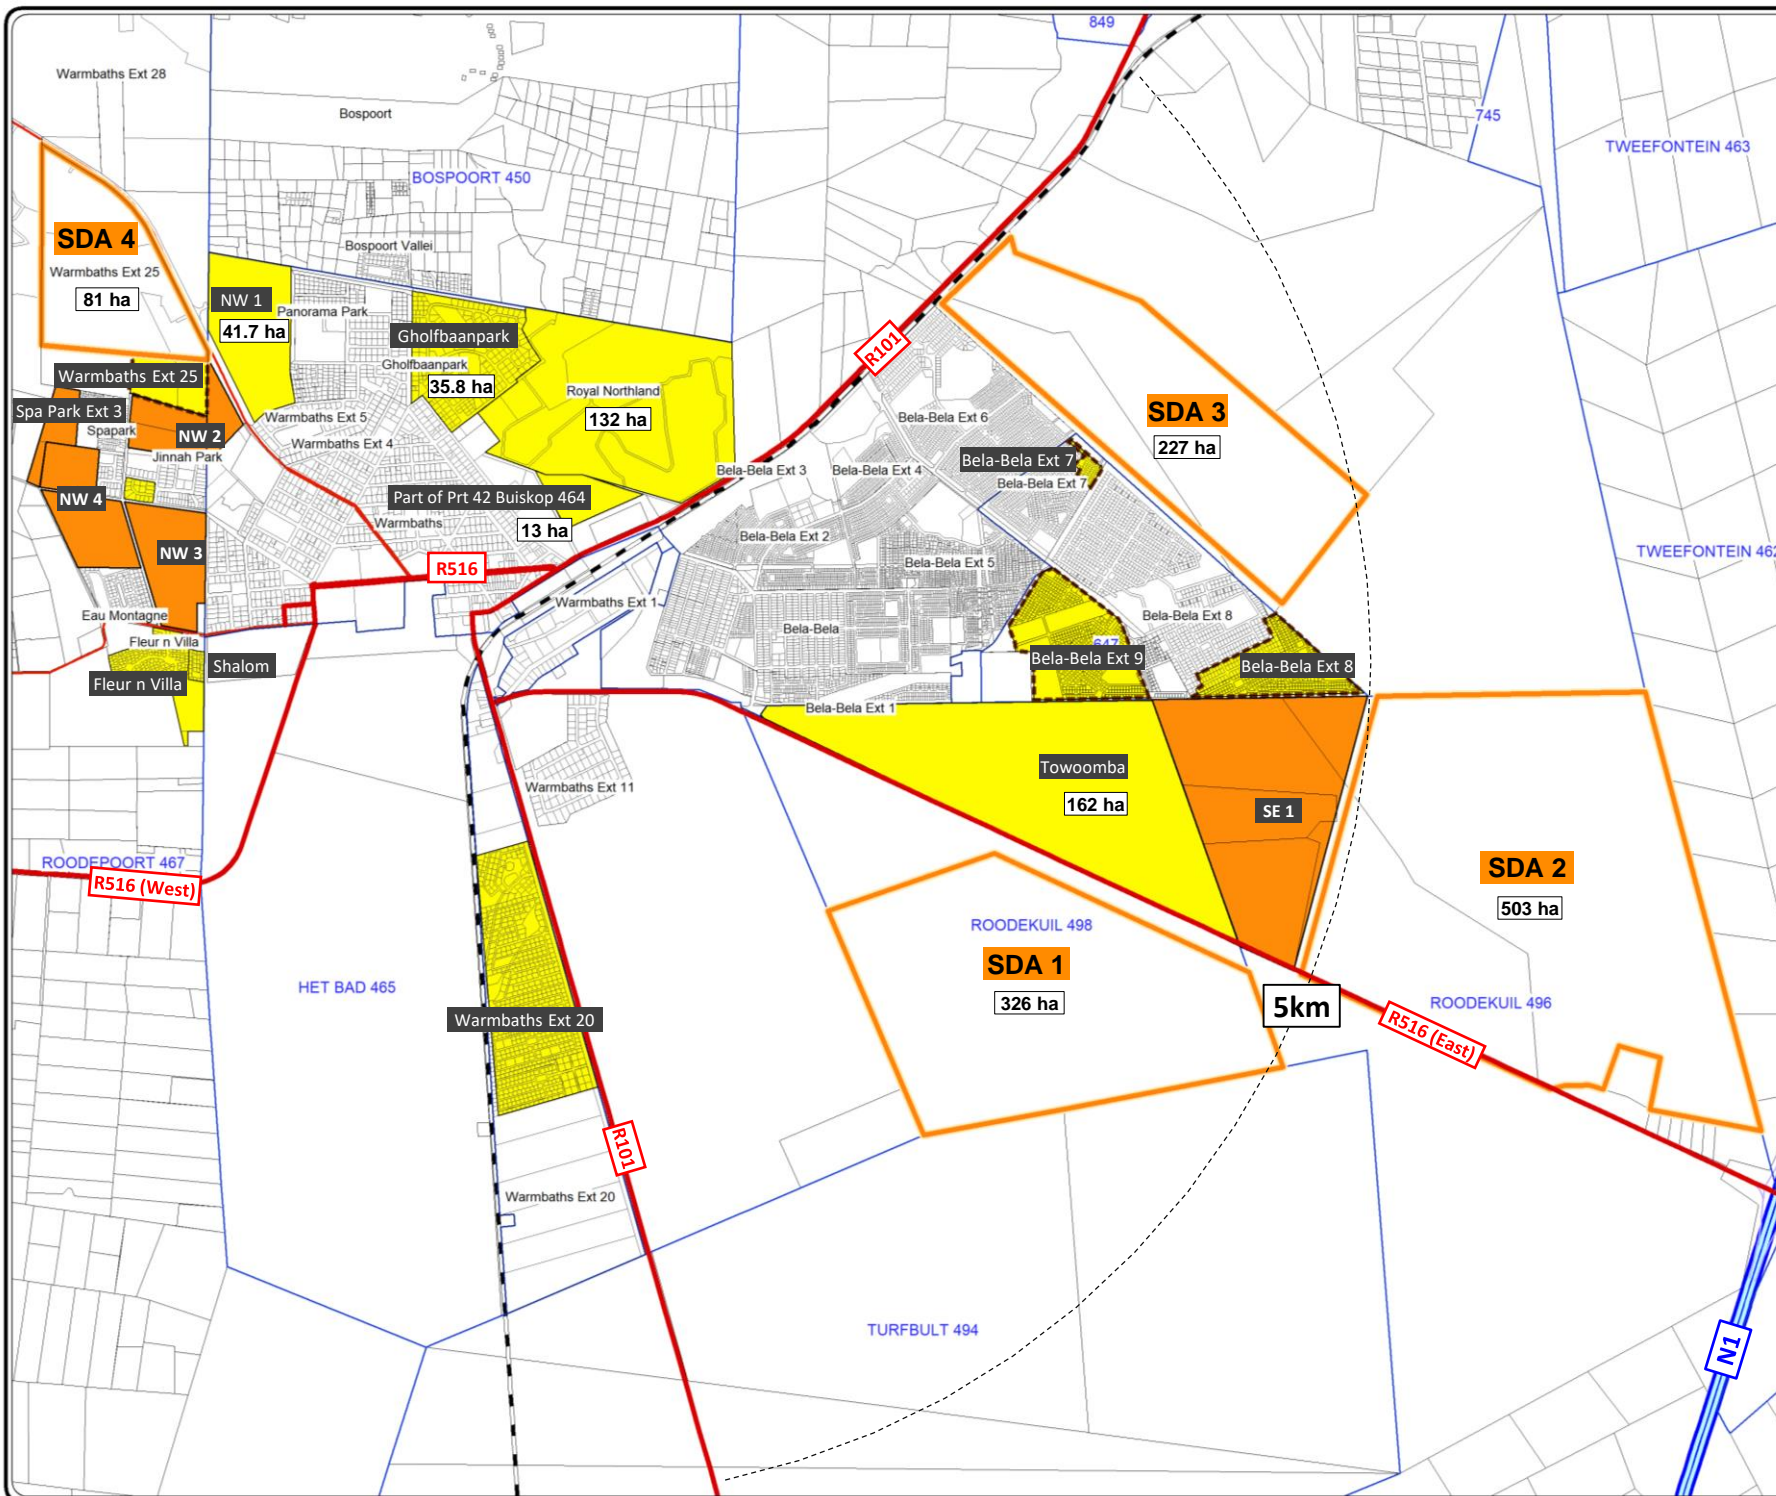 849
Warmbaths Ext 28
Bospoort
745
TWEEFONTEIN 463
BOSPOORT 450
SDA 4
Bospoort Vallei
Warmbaths Ext 25
81 ha
NW 1
Panorama Park
41.7 ha
Gholfbaanpark
R101
Gholfbaanpark
35.8 ha
Royal Northland
132 ha
Warmbaths Ext 25
Spa Park Ext 3
Spapark
NW 2
Jinnah Park
Warmbaths Ext 5
Warmbaths Ext 4
SDA 3
227 ha
Bela-Bela Ext 6
Bela-Bela Ext 3
Bela-Bela Ext 4
Bela-Bela Ext 7
Bela-Bela Ext 7
NW 4
Part of Prt 42 Buiskop 464
Warmbaths
13 ha
NW 3
Bela-Bela Ext 2
TWEEFONTEIN 462
R516
Bela-Bela Ext 5
Warmbaths Ext 1
Eau Montagne
Fleur n Villa
Bela-Bela
Bela-Bela Ext 8
647
Bela-Bela Ext 9
Bela-Bela Ext 8
Shalom
Fleur n Villa
Bela-Bela Ext 1
Towoomba
162 ha
Warmbaths Ext 11
SE 1
ROODEPOORT 467
R516 (West)
SDA 2
503 ha
ROODEKUIL 498
SDA 1
326 ha
HET BAD 465
5km
ROODEKUIL 496
Warmbaths Ext 20
R516 (East)
R101
Warmbaths Ext 20
TURFBULT 494
N1